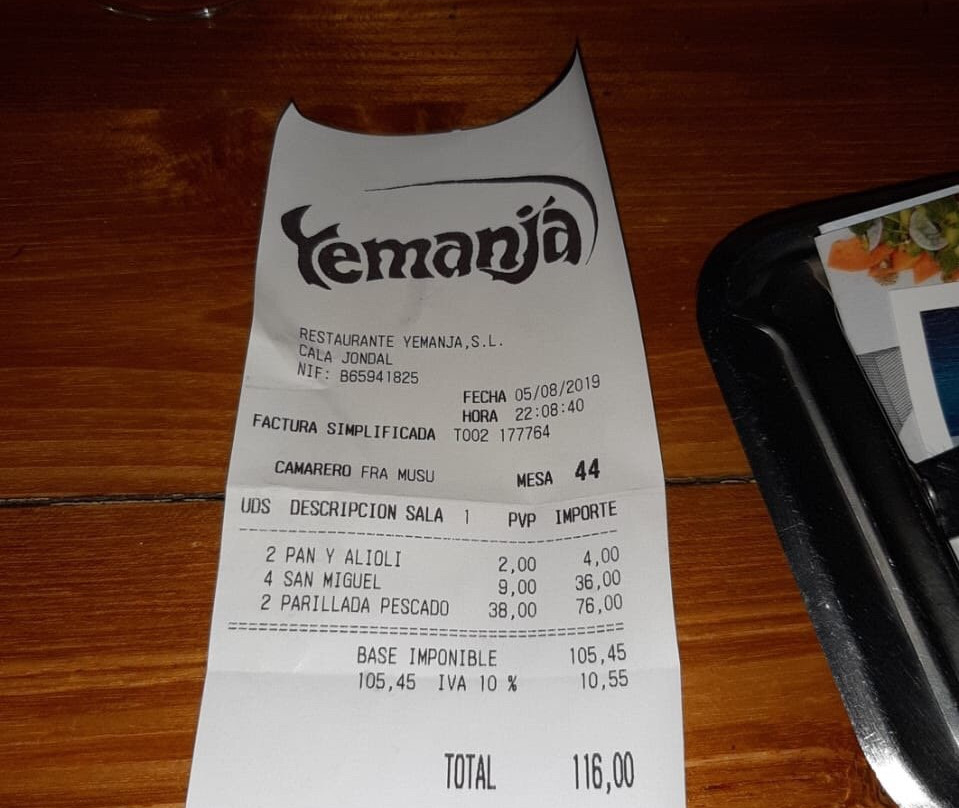 Yemanjá
RESTAURANTE YEMANJA,S.L.
CALA JONDAL
NIF: B65941825
FECHA 05/08/2019
HORA 22:08:40
FACTURA SIMPLIFICADA T002 177764
CAMARERO FRA MUSU MESA 44
UDS DESCRIPCION SALA 1 PVP IMPORTE
2 PAN Y ALIOLI 2,00 4,00
4 SAN MIGUEL 9,00 36,00
2 PARILLADA PESCADO 38,00 76,00
BASE IMPONIBLE 105,45
105,45 IVA 10 % 10,55
TOTAL 116,00